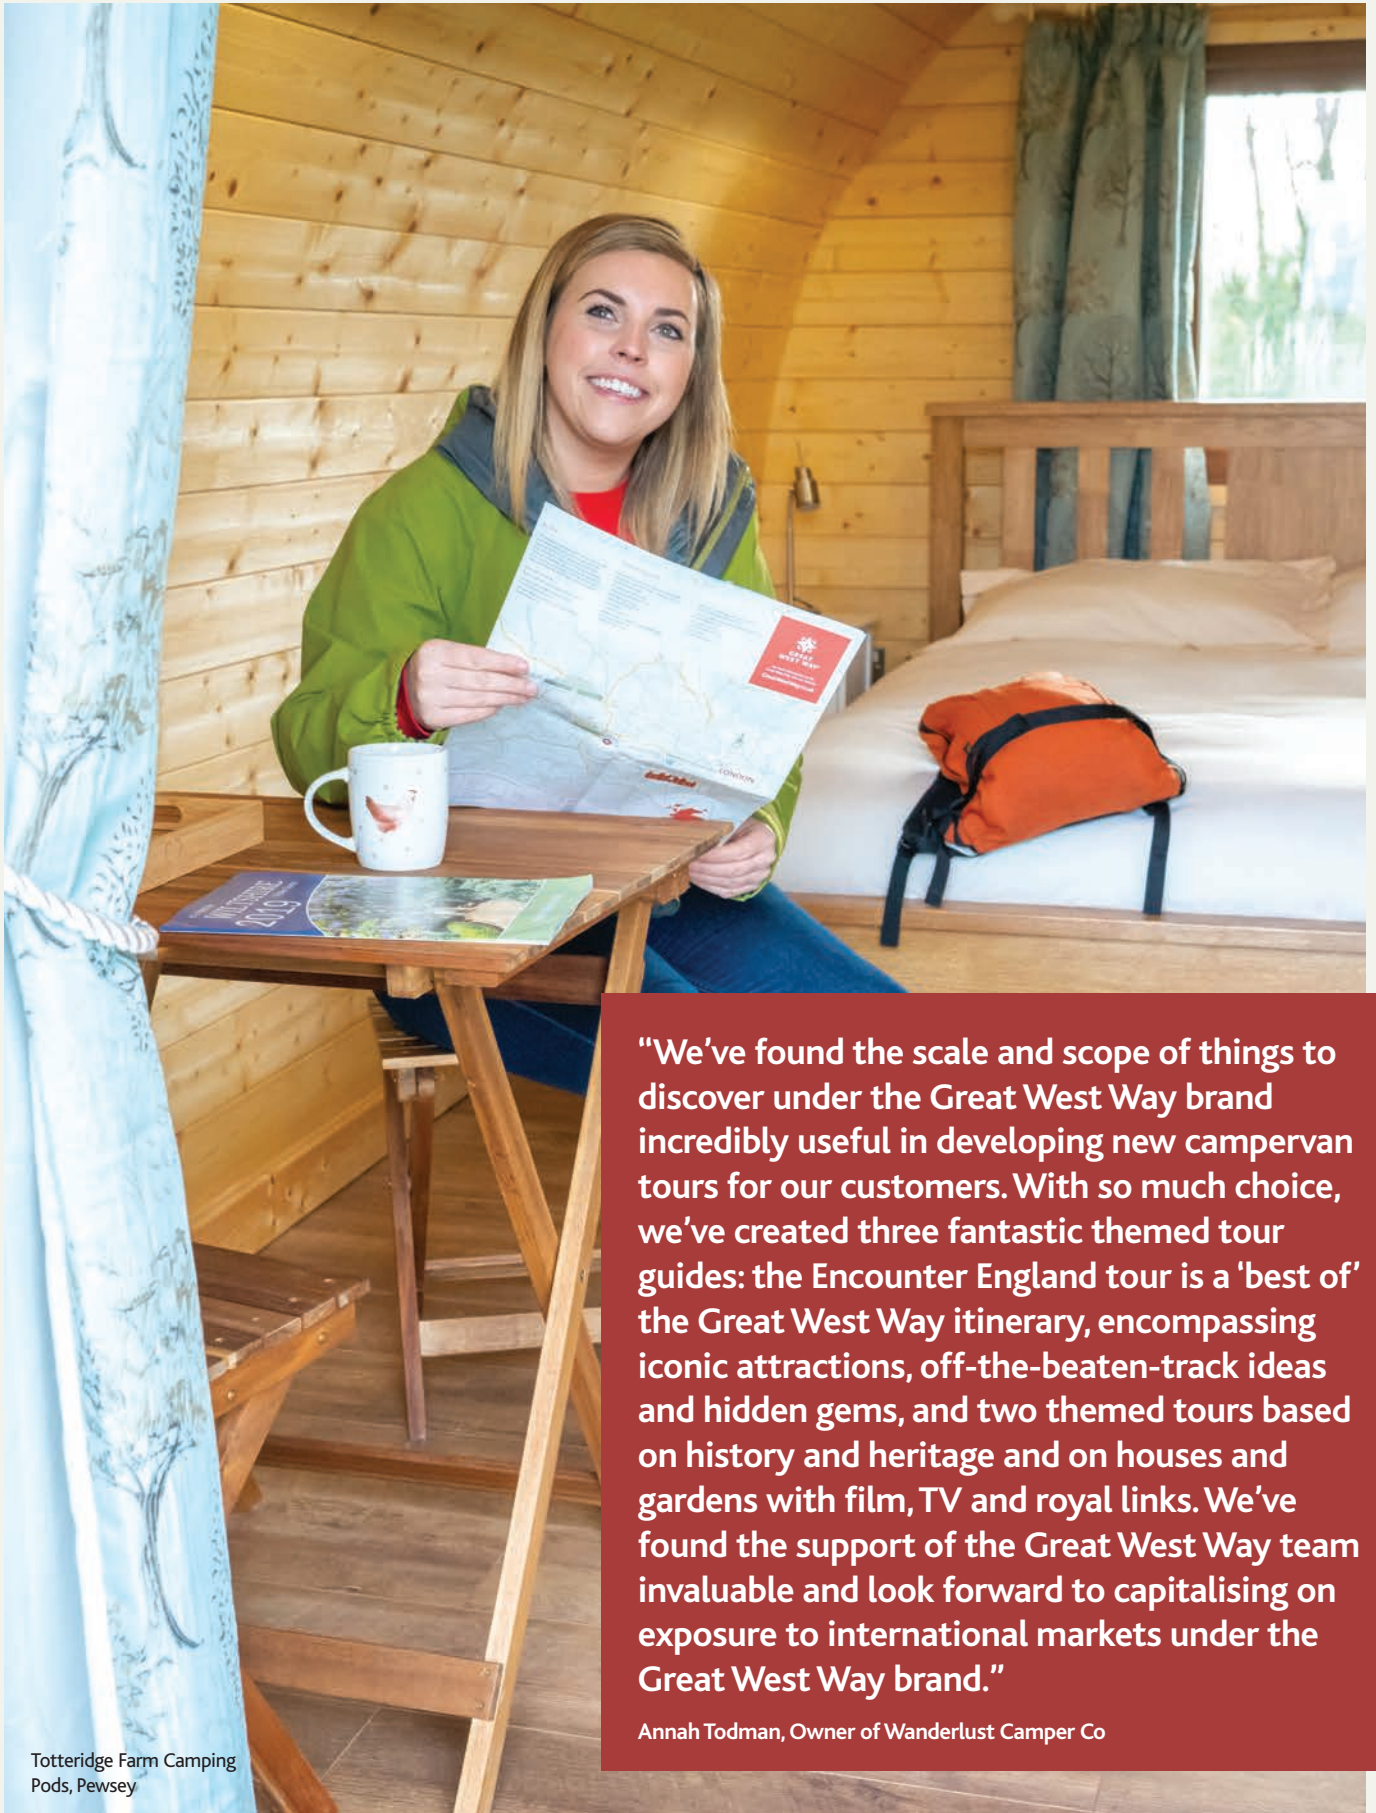 GREAT
WEST WAY
LONDON
WILTSHIRE
2019
“We’ve found the scale and scope of things to
discover under the Great West Way brand
incredibly useful in developing new campervan
tours for our customers. With so much choice,
we’ve created three fantastic themed tour
guides: the Encounter England tour is a ‘best of’
the Great West Way itinerary, encompassing
iconic attractions, off-the-beaten-track ideas
and hidden gems, and two themed tours based
on history and heritage and on houses and
gardens with film, TV and royal links. We’ve
found the support of the Great West Way team
invaluable and look forward to capitalising on
exposure to international markets under the
Great West Way brand.”
Annah Todman, Owner of Wanderlust Camper Co
Totteridge Farm Camping
Pods, Pewsey